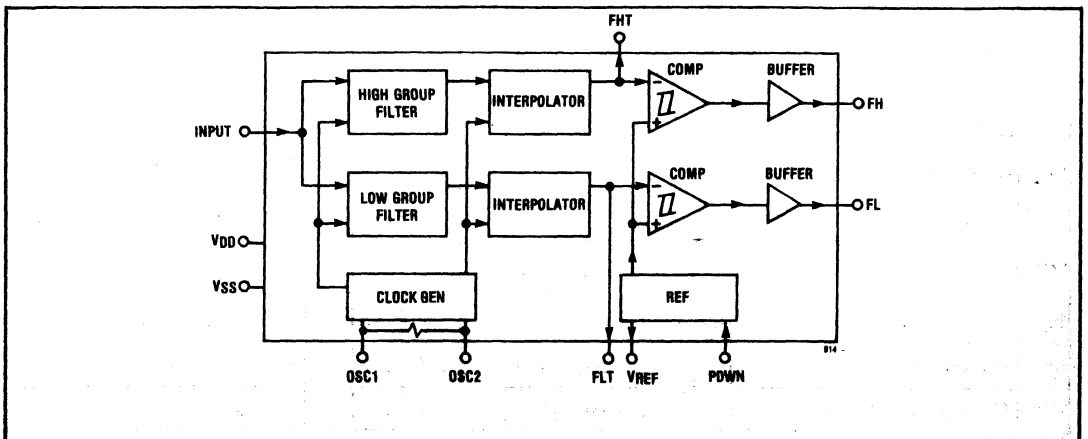 FHT
COMP
BUFFER
HIGH GROUP
FILTER
INTERPOLATOR
FH
INPUT
COMP
BUFFER
LOW GROUP
FILTER
INTERPOLATOR
FL
VDD
VSS
CLOCK GEN
REF
914
OSC1
OSC2
FLT
VREF
PDWN